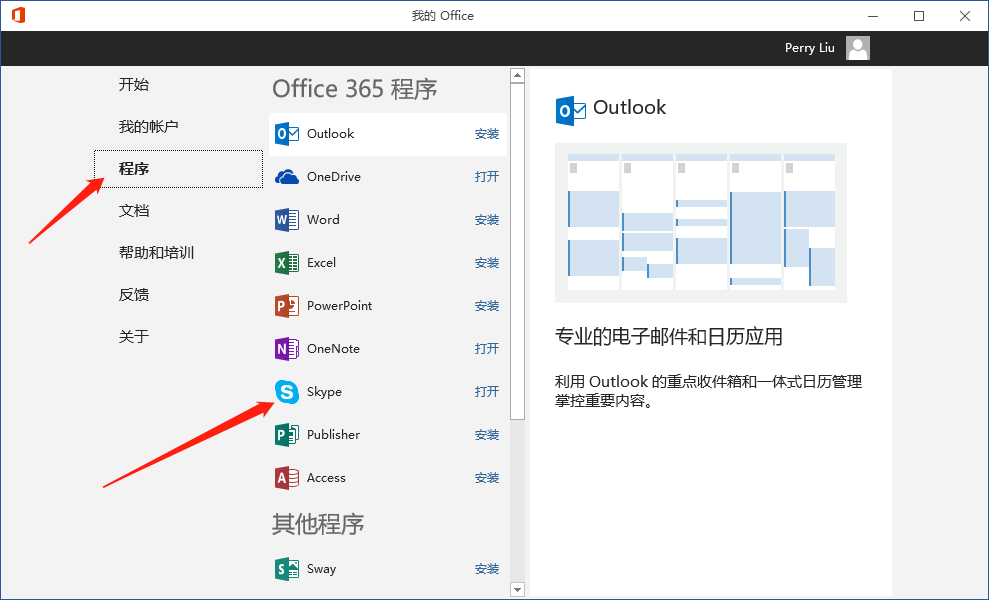 我的 Office
Perry Liu
开始
我的帐户
程序
文档
帮助和培训
反馈
关于
Office 365 程序
Outlook 安装
OneDrive 打开
Word 安装
Excel 安装
PowerPoint 安装
OneNote 打开
Skype 打开
Publisher 安装
Access 安装
其他程序
Sway 安装
Outlook
专业的电子邮件和日历应用
利用 Outlook 的重点收件箱和一体式日历管理
掌控重要内容。